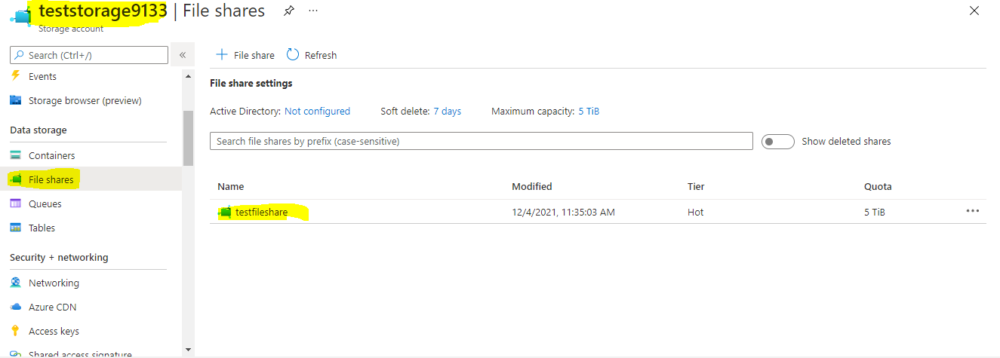 teststorage9133 | File shares ...
Storage account
Search (Ctrl+/) «
Events
Storage browser (preview)
Data storage
Containers
File shares
Queues
Tables
Security + networking
Networking
Azure CDN
Access keys
Shared access signature
+ File share Refresh
File share settings
Active Directory: Not configured Soft delete: 7 days Maximum capacity: 5 TiB
Search file shares by prefix (case-sensitive) Show deleted shares
Name Modified Tier Quota
testfileshare 12/4/2021, 11:35:03 AM Hot 5 TiB ...